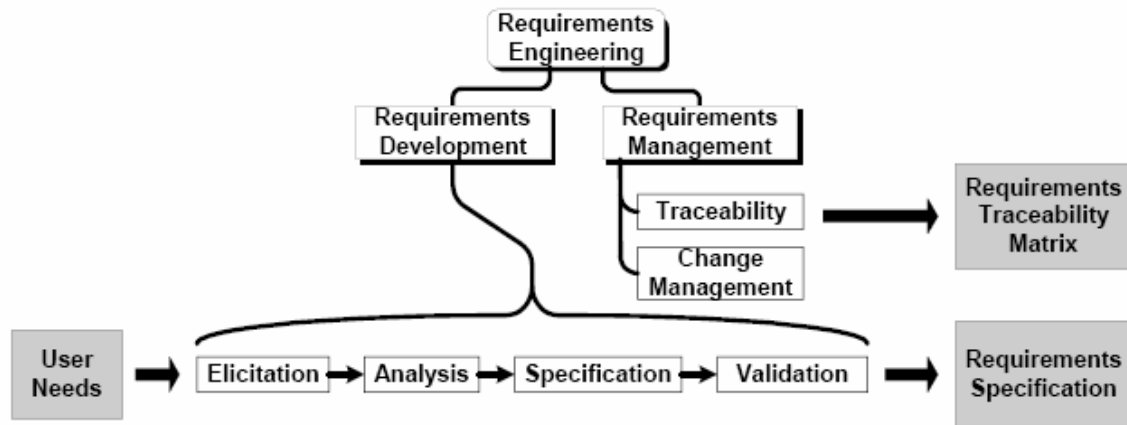 Requirements
Engineering
Requirements
Development
Requirements
Management
Traceability
Change
Management
Requirements
Traceability
Matrix
User
Needs
Elicitation
Analysis
Specification
Validation
Requirements
Specification